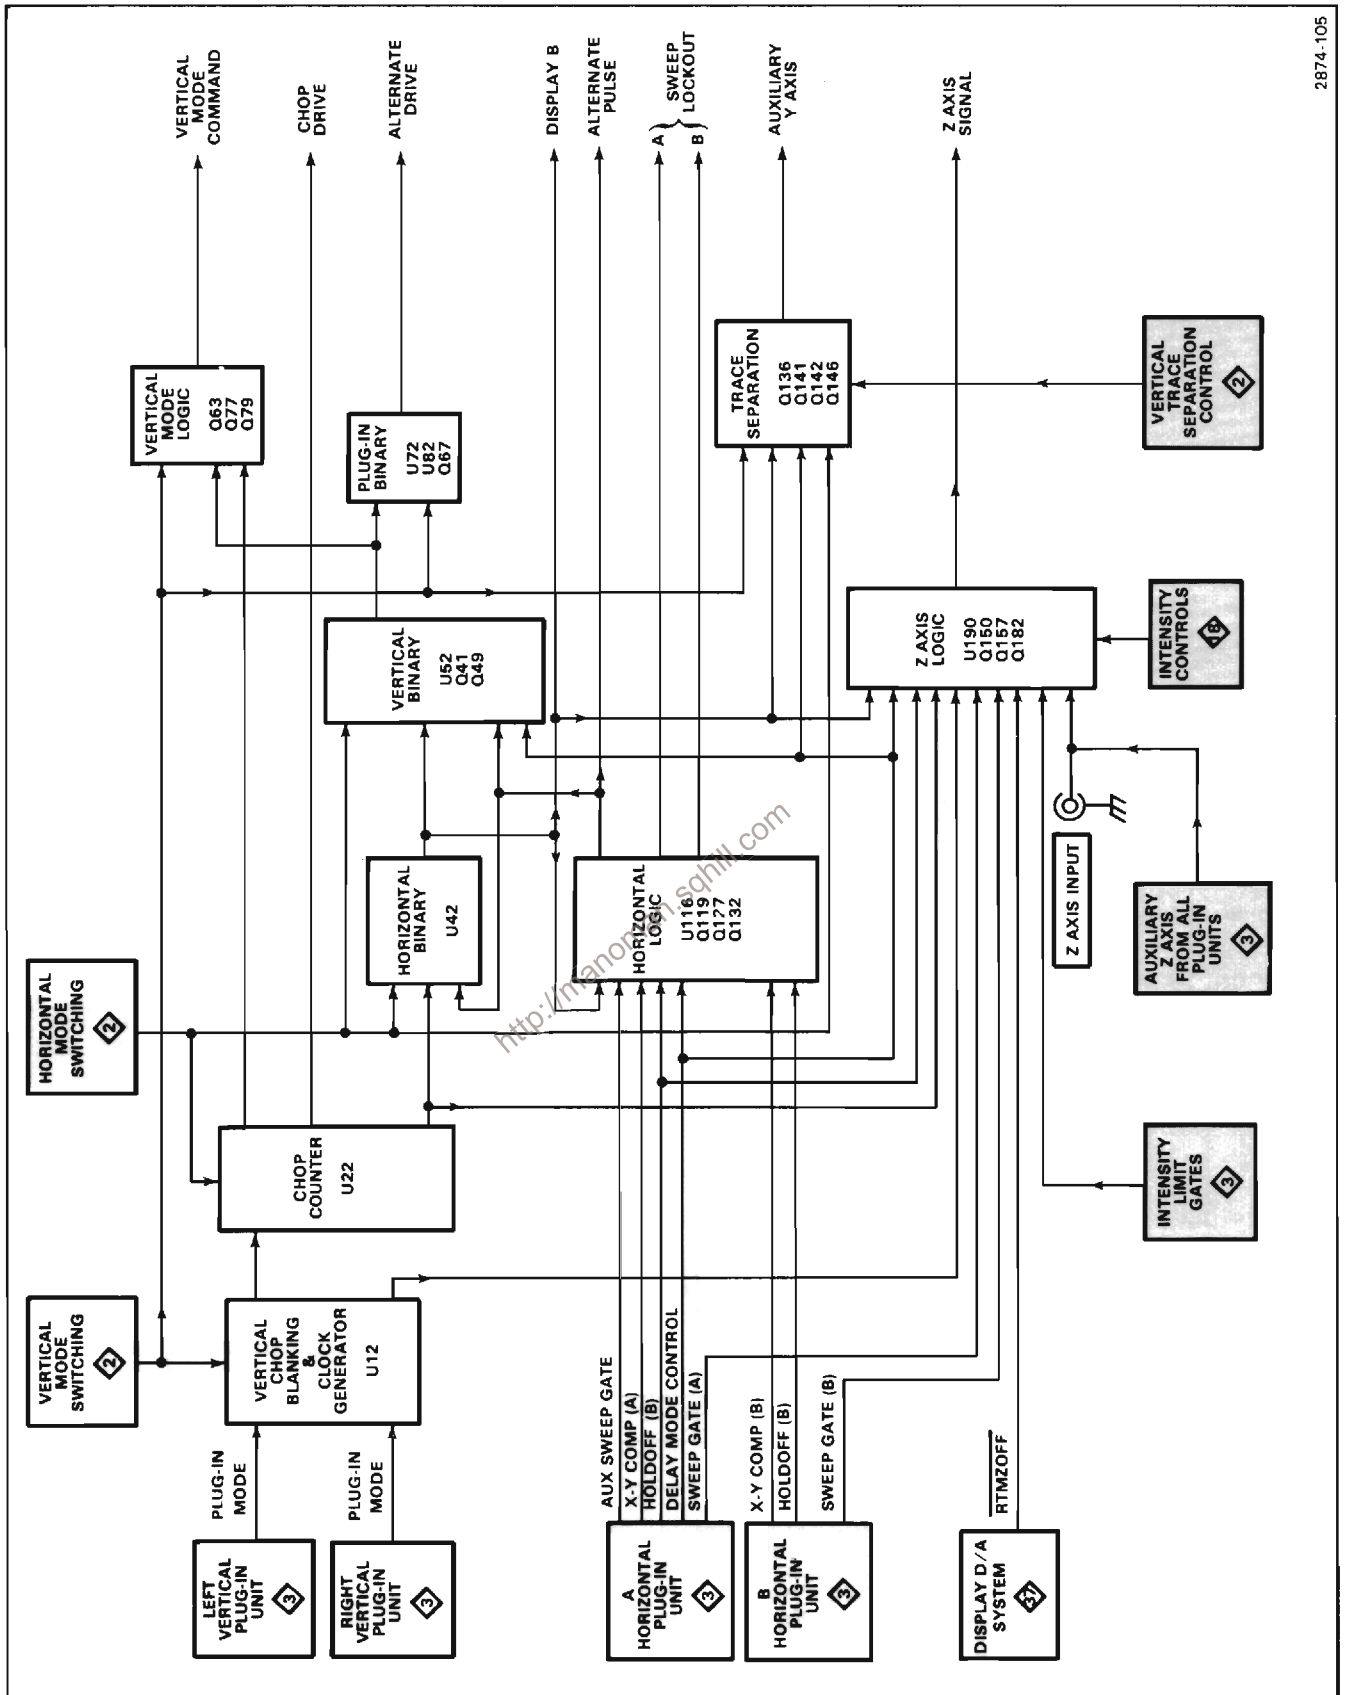 VERTICAL
MODE
SWITCHING
2
HORIZONTAL
MODE
SWITCHING
2
LEFT
VERTICAL
PLUG-IN
UNIT
3
PLUG-IN
MODE
RIGHT
VERTICAL
PLUG-IN
UNIT
3
PLUG-IN
MODE
VERTICAL
CHOP
BLANKING
&
CLOCK
GENERATOR
U12
CHOP
COUNTER
U22
HORIZONTAL
BINARY
U42
VERTICAL
BINARY
U52
Q41
Q49
PLUG-IN
BINARY
U72
U82
Q67
VERTICAL
MODE
LOGIC
Q63
Q77
Q79
VERTICAL
MODE
COMMAND
CHOP
DRIVE
ALTERNATE
DRIVE
DISPLAY B
ALTERNATE
PULSE
A
B
SWEEP
LOCKOUT
AUXILIARY
Y AXIS
Z AXIS
SIGNAL
A
HORIZONTAL
PLUG-IN
UNIT
3
AUX SWEEP GATE
X-Y COMP (A)
HOLDOFF (B)
DELAY MODE CONTROL
SWEEP GATE (A)
B
HORIZONTAL
PLUG-IN
UNIT
3
X-Y COMP (B)
HOLDOFF (B)
SWEEP GATE (B)
DISPLAY D/A
SYSTEM
37
RTMZOFF
HORIZONTAL
LOGIC
U116
Q119
Q127
Q132
TRACE
SEPARATION
Q136
Q141
Q142
Q146
Z AXIS
LOGIC
U190
Q150
Q157
Q182
Z AXIS INPUT
INTENSITY
LIMIT
GATES
3
AUXILIARY
Z AXIS
FROM ALL
PLUG-IN
UNITS
3
INTENSITY
CONTROLS
18
VERTICAL
TRACE
SEPARATION
CONTROL
2
2874-105
http://manoman.sqhill.com